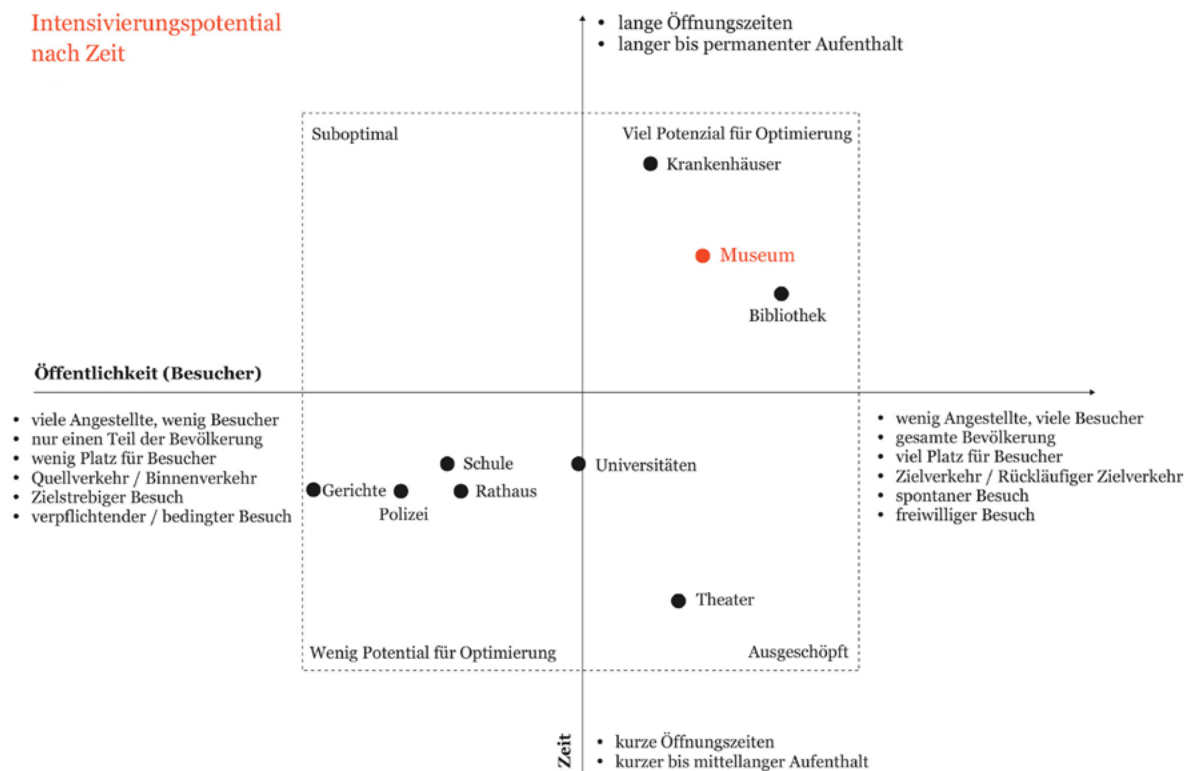 Intensivierungspotential
nach Zeit
• lange Öffnungszeiten
• langer bis permanenter Aufenthalt
Suboptimal
Viel Potenzial für Optimierung
Krankenhäuser
Museum
Bibliothek
Öffentlichkeit (Besucher)
• viele Angestellte, wenig Besucher
• nur einen Teil der Bevölkerung
• wenig Platz für Besucher
• Quellverkehr / Binnenverkehr
• Zielstrebiger Besuch
• verpflichtender / bedingter Besuch
• wenig Angestellte, viele Besucher
• gesamte Bevölkerung
• viel Platz für Besucher
• Zielverkehr / Rückläufiger Zielverkehr
• spontaner Besuch
• freiwilliger Besuch
Schule
Universitäten
Gerichte
Polizei
Rathaus
Theater
Wenig Potential für Optimierung
Ausgeschöpft
Zeit
• kurze Öffnungszeiten
• kurzer bis mittellanger Aufenthalt